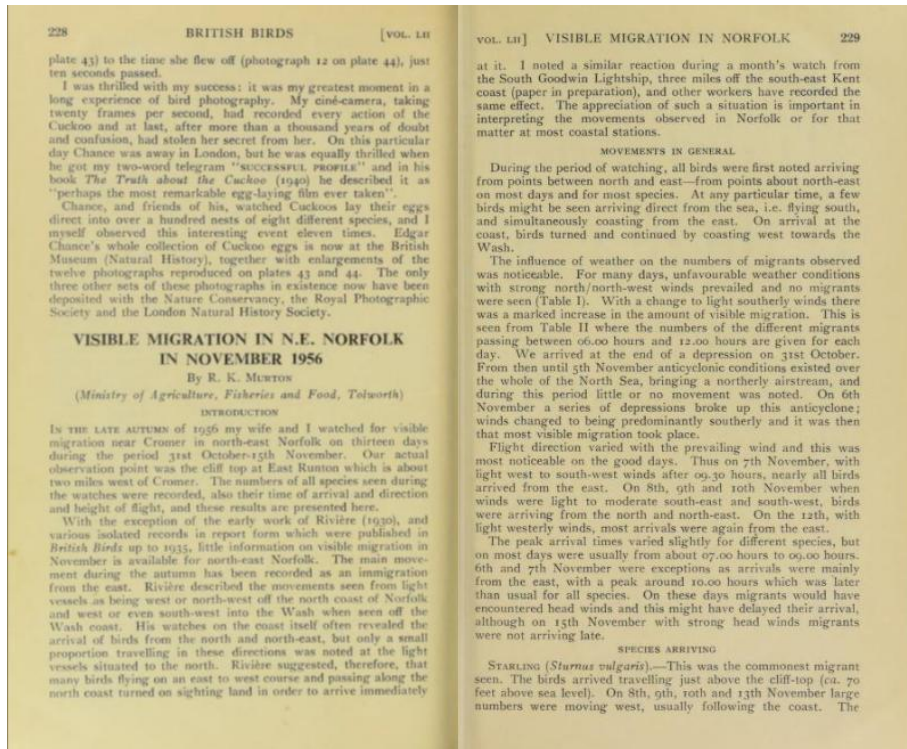 228 BRITISH BIRDS [VOL. LII
plate 43) to the time she flew off (photograph 12 on plate 44), just
ten seconds passed.
I was thrilled with my success: it was my greatest moment in a
long experience of bird photography. My ciné-camera, taking
twenty frames per second, had recorded every action of the
Cuckoo and at last, after more than a thousand years of doubt
and confusion, had stolen her secret from her. On this particular
day Chance was away in London, but he was equally thrilled when
he got my two-word telegram "SUCCESSFUL PROFILE" and in his
book The Truth about the Cuckoo (1940) he described it as
"perhaps the most remarkable egg-laying film ever taken".
Chance, and friends of his, watched Cuckoos lay their eggs
direct into over a hundred nests of eight different species, and I
myself observed this interesting event eleven times. Edgar
Chance's whole collection of Cuckoo eggs is now at the British
Museum (Natural History), together with enlargements of the
twelve photographs reproduced on plates 43 and 44. The only
three other sets of these photographs in existence now have been
deposited with the Nature Conservancy, the Royal Photographic
Society and the London Natural History Society.
VISIBLE MIGRATION IN N.E. NORFOLK
IN NOVEMBER 1956
By R. K. MURTON
(Ministry of Agriculture, Fisheries and Food, Tolworth)
INTRODUCTION
IN THE LATE AUTUMN of 1956 my wife and I watched for visible
migration near Cromer in north-east Norfolk on thirteen days
during the period 31st October-15th November. Our actual
observation point was the cliff top at East Runton which is about
two miles west of Cromer. The numbers of all species seen during
the watches were recorded, also their time of arrival and direction
and height of flight, and these results are presented here.
With the exception of the early work of Rivière (1930), and
various isolated records in report form which were published in
British Birds up to 1935, little information on visible migration in
November is available for north-east Norfolk. The main move-
ment during the autumn has been recorded as an immigration
from the east. Rivière described the movements seen from light
vessels as being west or north-west off the north coast of Norfolk
and west or even south-west into the Wash when seen off the
Wash coast. His watches on the coast itself often revealed the
arrival of birds from the north and north-east, but only a small
proportion travelling in these directions was noted at the light
vessels situated to the north. Rivière suggested, therefore, that
many birds flying on an east to west course and passing along the
north coast turned on sighting land in order to arrive immediately
VOL. LII] VISIBLE MIGRATION IN NORFOLK 229
at it. I noted a similar reaction during a month's watch from
the South Goodwin Lightship, three miles off the south-east Kent
coast (paper in preparation), and other workers have recorded the
same effect. The appreciation of such a situation is important in
interpreting the movements observed in Norfolk or for that
matter at most coastal stations.
MOVEMENTS IN GENERAL
During the period of watching, all birds were first noted arriving
from points between north and east—from points about north-east
on most days and for most species. At any particular time, a few
birds might be seen arriving direct from the sea, i.e. flying south,
and simultaneously coasting from the east. On arrival at the
coast, birds turned and continued by coasting west towards the
Wash.
The influence of weather on the numbers of migrants observed
was noticeable. For many days, unfavourable weather conditions
with strong north/north-west winds prevailed and no migrants
were seen (Table I). With a change to light southerly winds there
was a marked increase in the amount of visible migration. This is
seen from Table II where the numbers of the different migrants
passing between 06.00 hours and 12.00 hours are given for each
day. We arrived at the end of a depression on 31st October.
From then until 5th November anticyclonic conditions existed over
the whole of the North Sea, bringing a northerly airstream, and
during this period little or no movement was noted. On 6th
November a series of depressions broke up this anticyclone;
winds changed to being predominantly southerly and it was then
that most visible migration took place.
Flight direction varied with the prevailing wind and this was
most noticeable on the good days. Thus on 7th November, with
light west to south-west winds after 09.30 hours, nearly all birds
arrived from the east. On 8th, 9th and 10th November when
winds were light to moderate south-east and south-west, birds
were arriving from the north and north-east. On the 12th, with
light westerly winds, most arrivals were again from the east.
The peak arrival times varied slightly for different species, but
on most days were usually from about 07.00 hours to 09.00 hours.
6th and 7th November were exceptions as arrivals were mainly
from the east, with a peak around 10.00 hours which was later
than usual for all species. On these days migrants would have
encountered head winds and this might have delayed their arrival,
although on 15th November with strong head winds migrants
were not arriving late.
SPECIES ARRIVING
STARLING (Sturnus vulgaris).—This was the commonest migrant
seen. The birds arrived travelling just above the cliff-top (ca. 70
feet above sea level). On 8th, 9th, 10th and 13th November large
numbers were moving west, usually following the coast. The